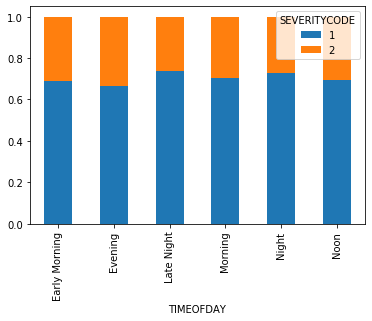 SEVERITYCODE
1
2
1.0
0.8
0.6
0.4
0.2
0.0
Early Morning
Evening
Late Night
Morning
Night
Noon
TIMEOFDAY